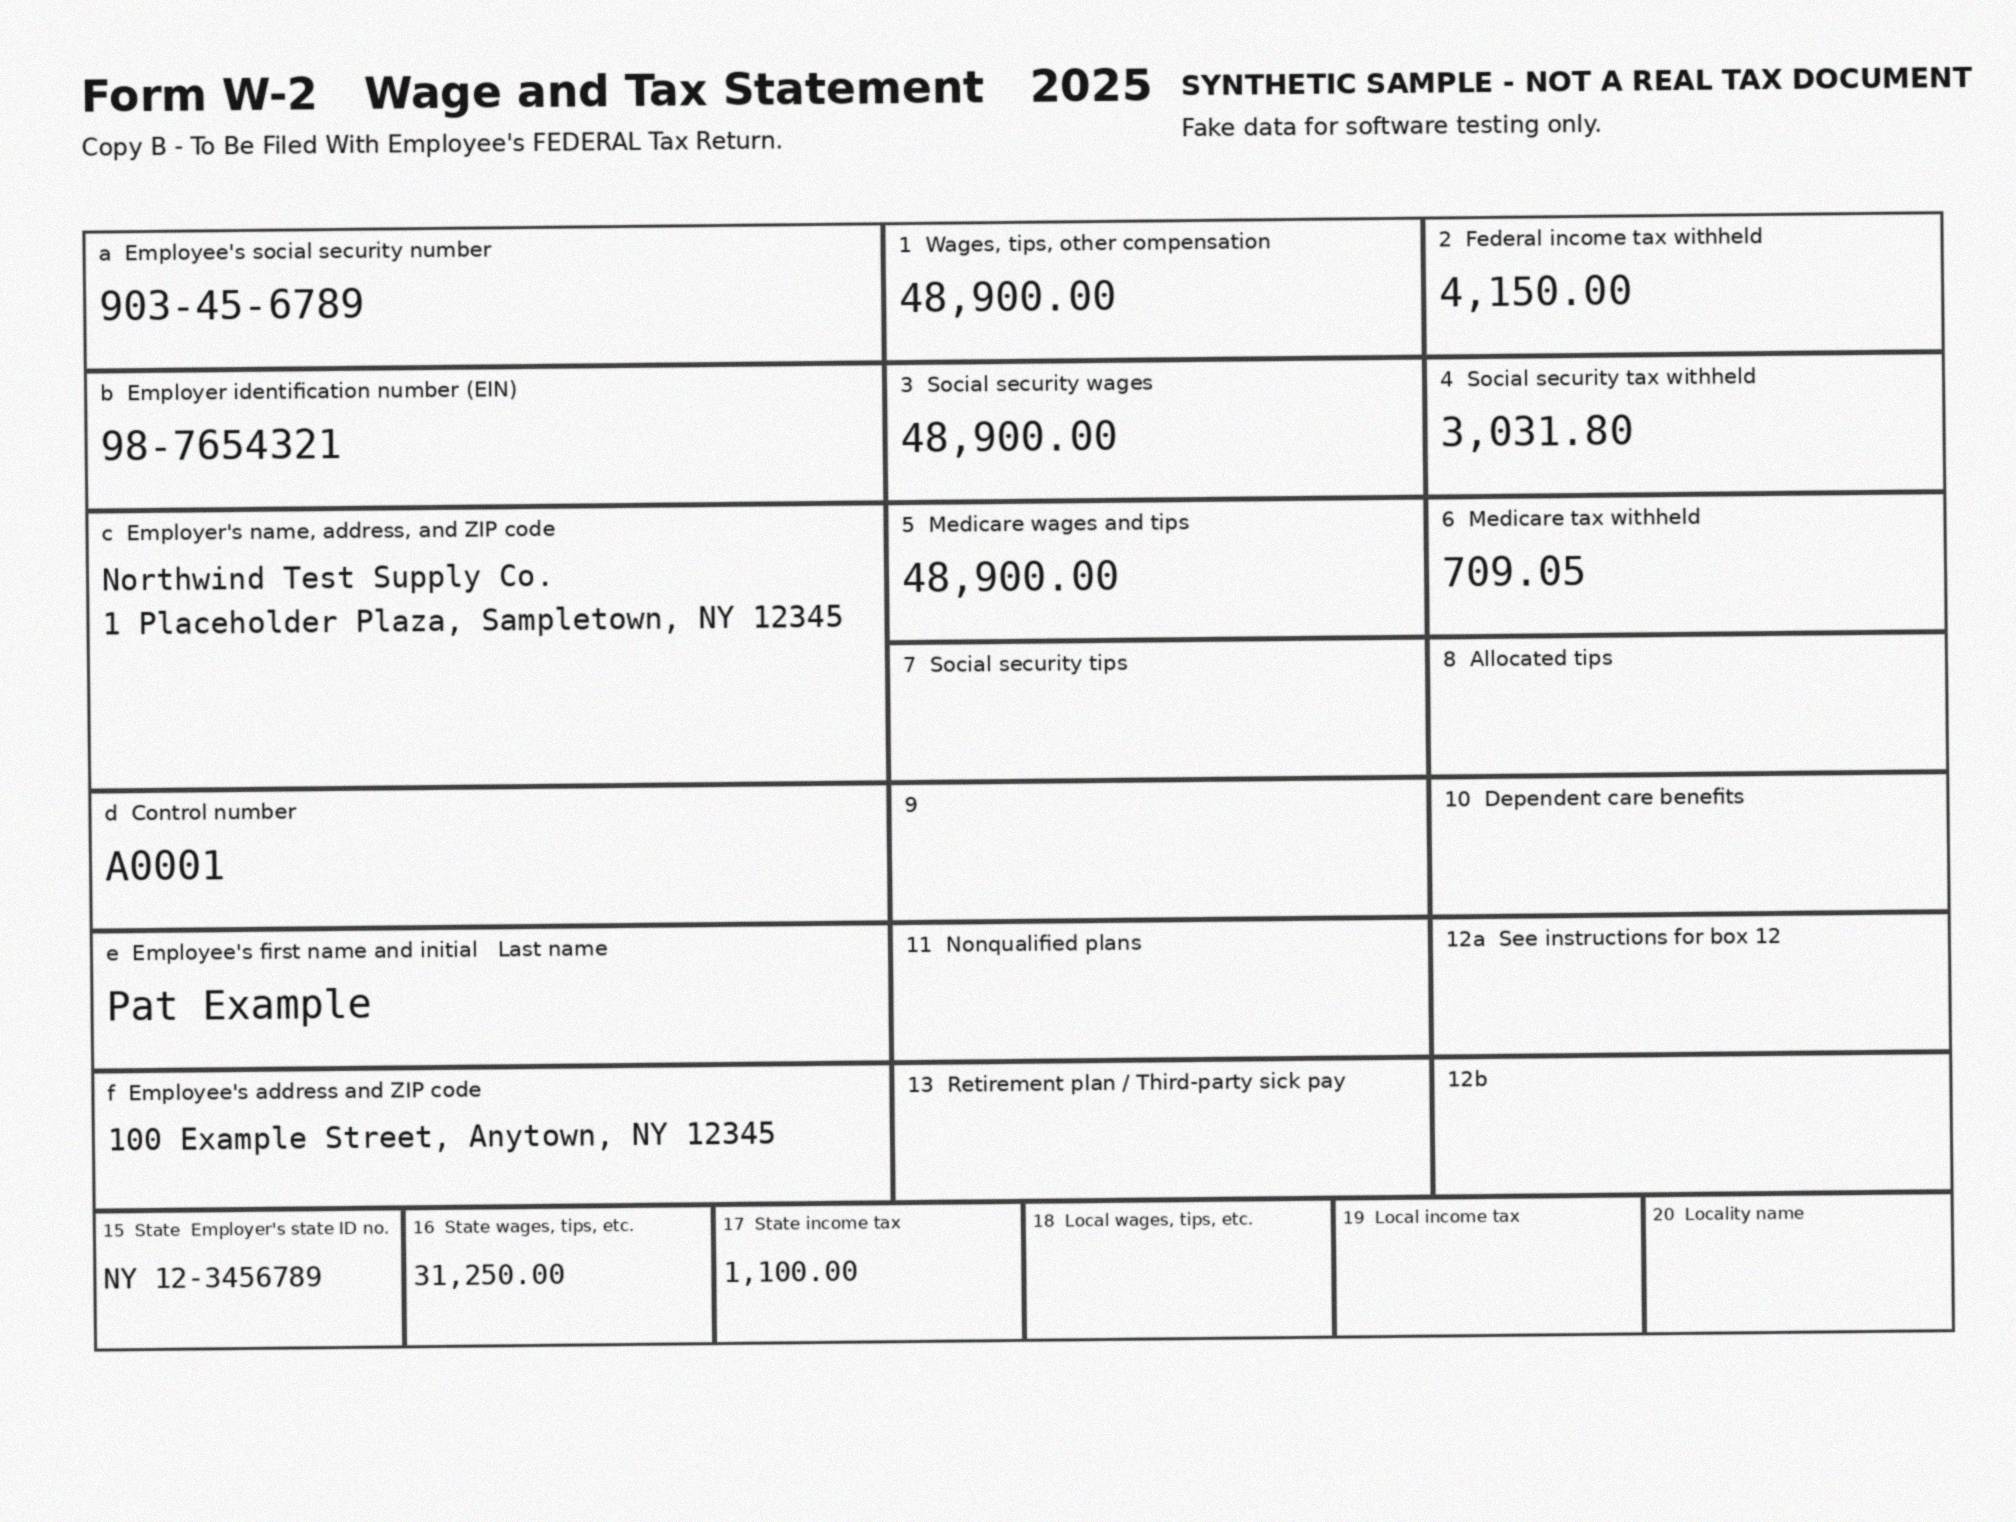 Form W-2 Wage and Tax Statement 2025
SYNTHETIC SAMPLE - NOT A REAL TAX DOCUMENT
Copy B - To Be Filed With Employee's FEDERAL Tax Return.
Fake data for software testing only.
a Employee's social security number
903-45-6789
1 Wages, tips, other compensation
48,900.00
2 Federal income tax withheld
4,150.00
b Employer identification number (EIN)
98-7654321
3 Social security wages
48,900.00
4 Social security tax withheld
3,031.80
c Employer's name, address, and ZIP code
Northwind Test Supply Co.
1 Placeholder Plaza, Sampletown, NY 12345
5 Medicare wages and tips
48,900.00
6 Medicare tax withheld
709.05
7 Social security tips
8 Allocated tips
d Control number
A0001
9
10 Dependent care benefits
e Employee's first name and initial Last name
Pat Example
11 Nonqualified plans
12a See instructions for box 12
f Employee's address and ZIP code
100 Example Street, Anytown, NY 12345
13 Retirement plan / Third-party sick pay
12b
15 State Employer's state ID no.
NY 12-3456789
16 State wages, tips, etc.
31,250.00
17 State income tax
1,100.00
18 Local wages, tips, etc.
19 Local income tax
20 Locality name